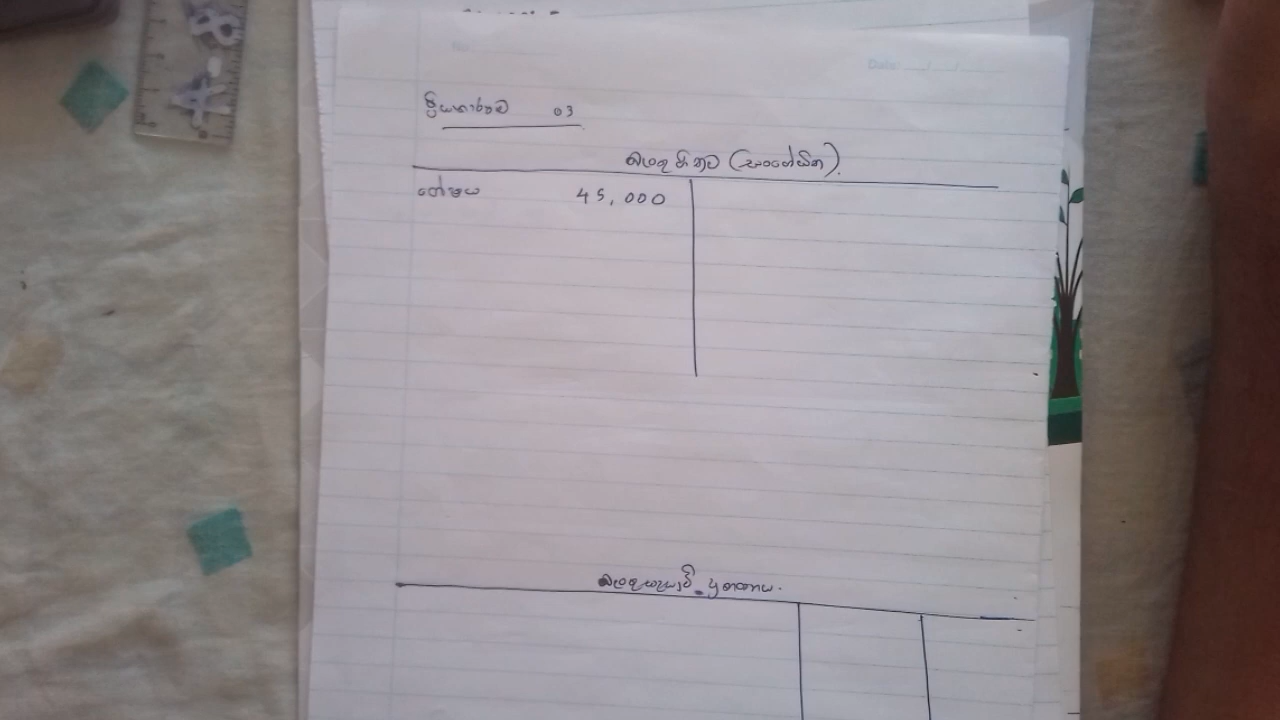 ක්‍රියාකාරකම 03
බැංකු ගිණුම (සංශෝධිත)
ශේෂය 45,000
බැංකු සැසඳුම් ප්‍රකාශය.